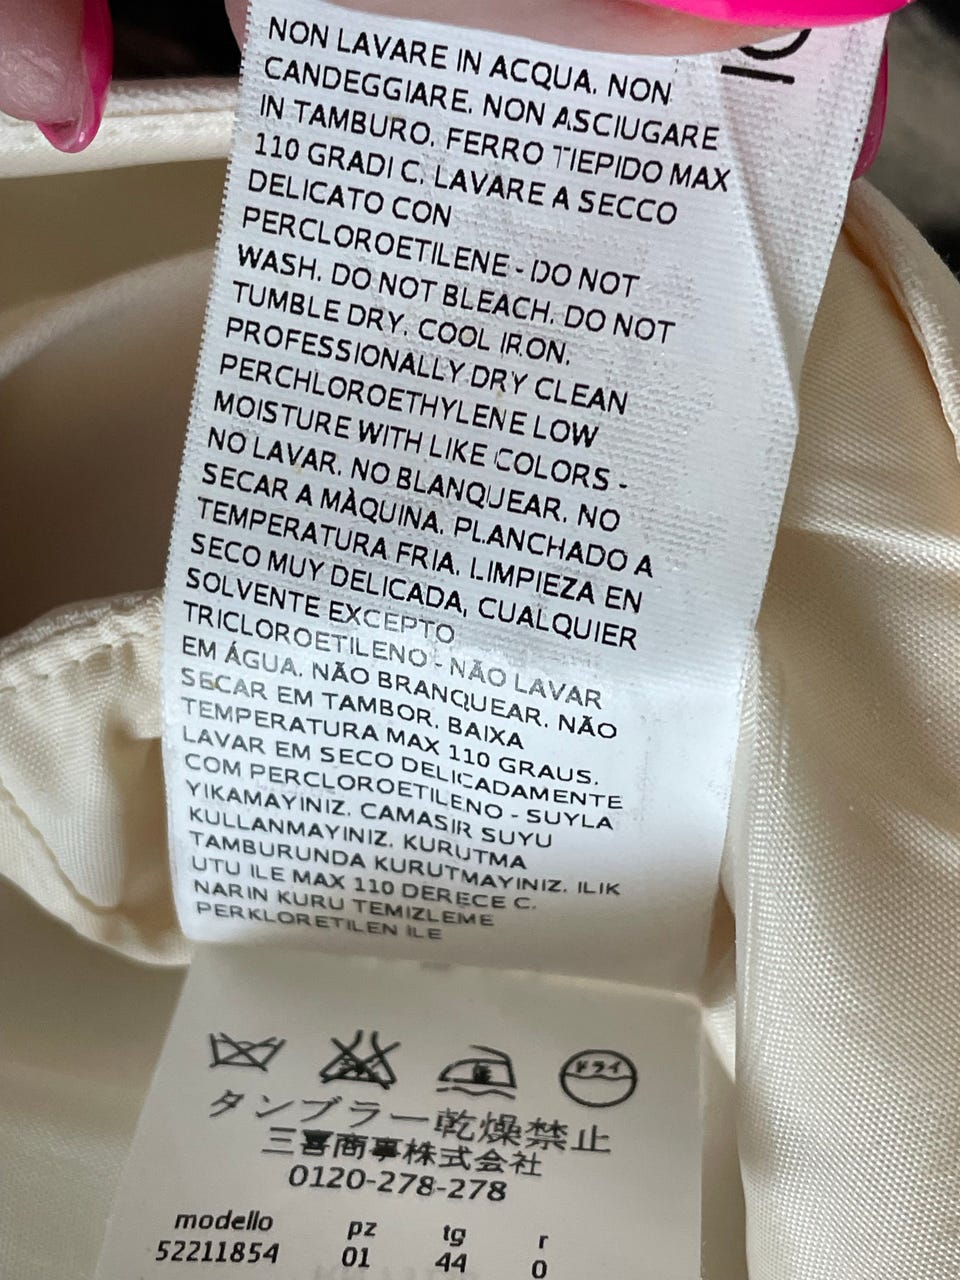 NON LAVARE IN ACQUA. NON
CANDEGGIARE. NON ASCIUGARE
IN TAMBURO. FERRO TIEPIDO MAX
110 GRADI C. LAVARE A SECCO
DELICATO CON
PERCLOROETILENE - DO NOT
WASH. DO NOT BLEACH. DO NOT
TUMBLE DRY. COOL IRON.
PROFESSIONALLY DRY CLEAN
PERCHLOROETHYLENE LOW
MOISTURE WITH LIKE COLORS -
NO LAVAR. NO BLANQUEAR. NO
SECAR A MÀQUINA. PLANCHADO A
TEMPERATURA FRIA. LIMPIEZA EN
SECO MUY DELICADA, CUALQUIER
SOLVENTE EXCEPTO
TRICLOROETILENO - NÃO LAVAR
EM ÁGUA. NÃO BRANQUEAR. NÃO
SECAR EM TAMBOR. BAIXA
TEMPERATURA MAX 110 GRAUS.
LAVAR EM SECO DELICADAMENTE
COM PERCLOROETILENO - SUYLA
YIKAMAYINIZ. CAMASIR SUYU
KULLANMAYINIZ. KURUTMA
TAMBURUNDA KURUTMAYINIZ. ILIK
UTU ILE MAX 110 DERECE C.
NARIN KURU TEMIZLEME
PERKLORETILEN ILE
ドライ
タンブラー乾燥禁止
三喜商事株式会社
0120-278-278
modello pz tg r
52211854 01 44 0